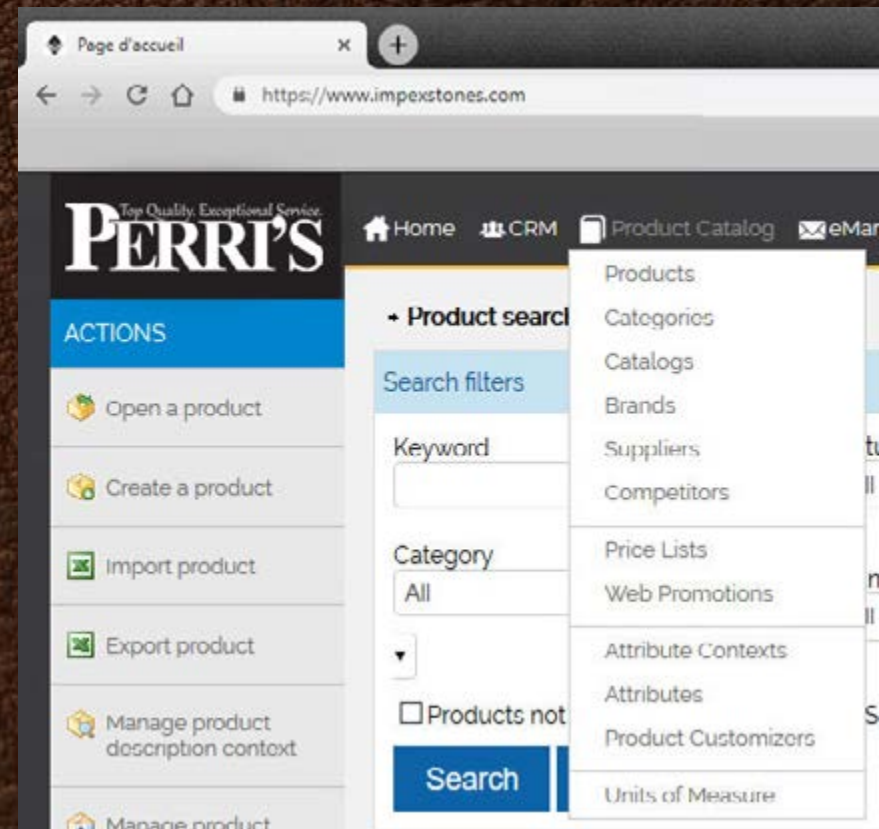 Page d'accueil
https://www.impexstones.com
Top Quality. Exceptional Service.
PERRI'S
Home CRM Product Catalog
Products
Categories
Catalogs
Brands
Suppliers
Competitors
Price Lists
Web Promotions
Attribute Contexts
Attributes
Product Customizers
Units of Measure
ACTIONS
Open a product
Create a product
Import product
Export product
Manage product
description context
Manage product
Search filters
Keyword
Category
All
Products not
Search